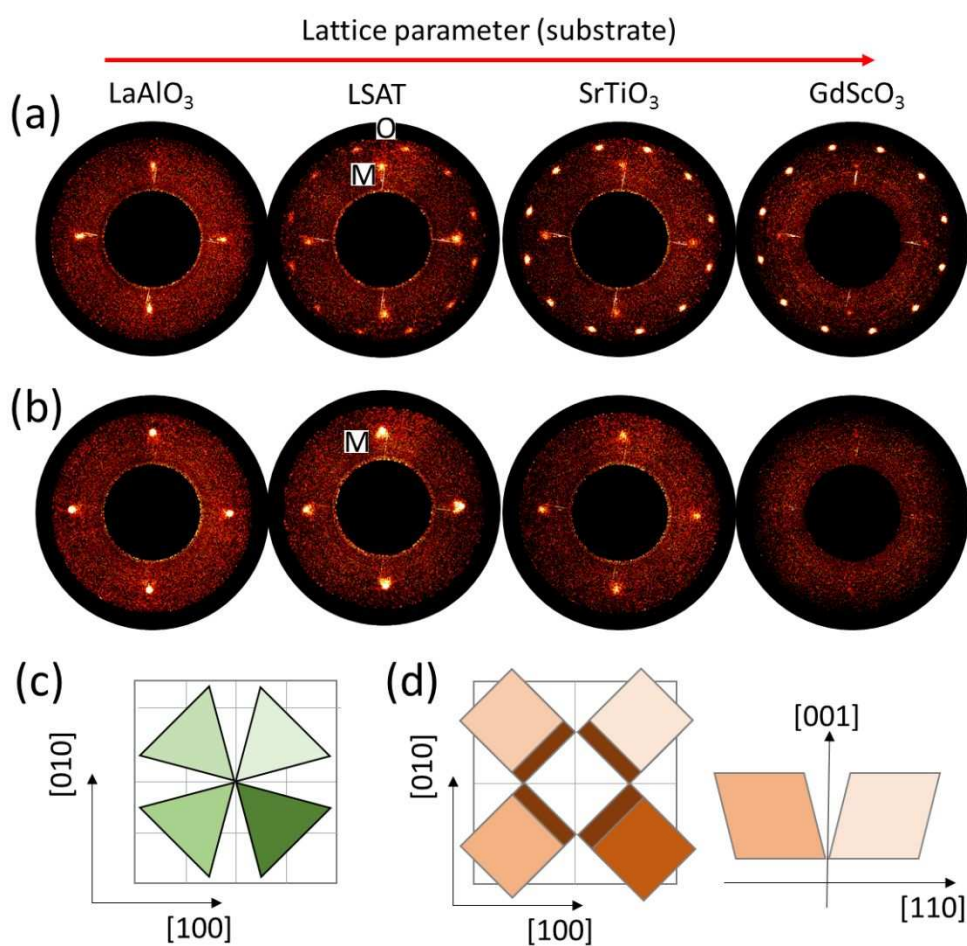 Lattice parameter (substrate)
LaAlO₃ LSAT SrTiO₃ GdScO₃
(a)
O
M
(b)
M
(c) (d)
[001]
[010] [010]
[110]
[100] [100]